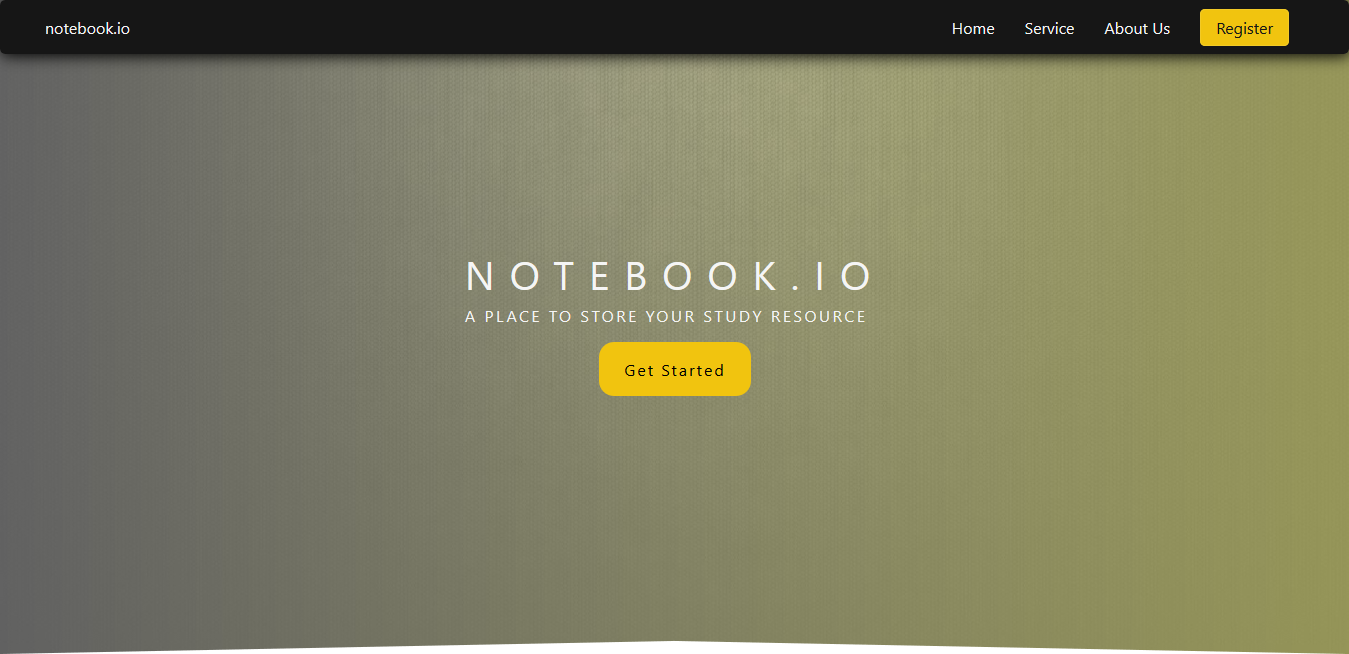 notebook.io
Home Service About Us Register
NOTEBOOK.IO
A PLACE TO STORE YOUR STUDY RESOURCE
Get Started